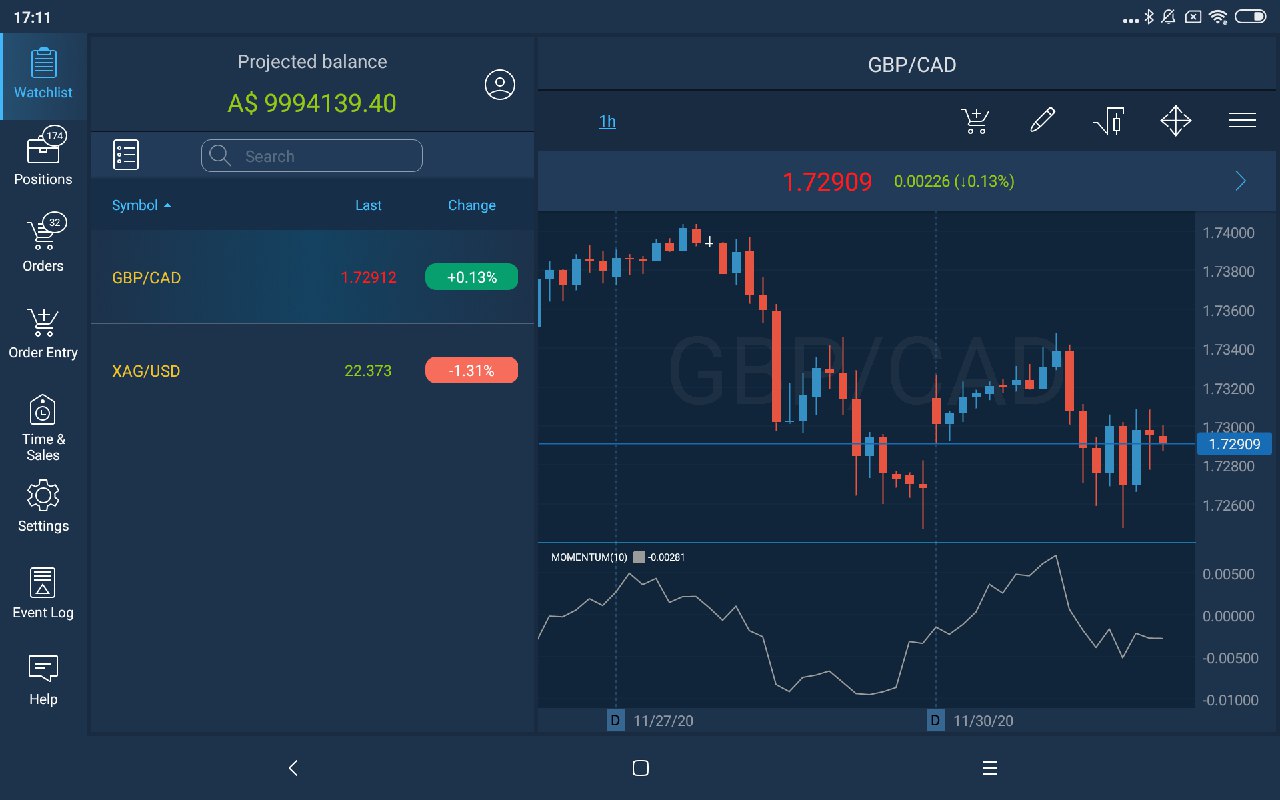 17:11
Watchlist
174
Positions
32
Orders
Order Entry
Time &
Sales
Settings
Event Log
Help
Projected balance
A$ 9994139.40
Search
Symbol Last Change
GBP/CAD 1.72912 +0.13%
XAG/USD 22.373 -1.31%
GBP/CAD
1h
1.72909 0.00226 (↓0.13%)
GBP/CAD
1.74000
1.73800
1.73600
1.73400
1.73200
1.73000
1.72909
1.72800
1.72600
MOMENTUM(10) -0.00281
0.00500
0.00000
-0.00500
-0.01000
D 11/27/20 D 11/30/20